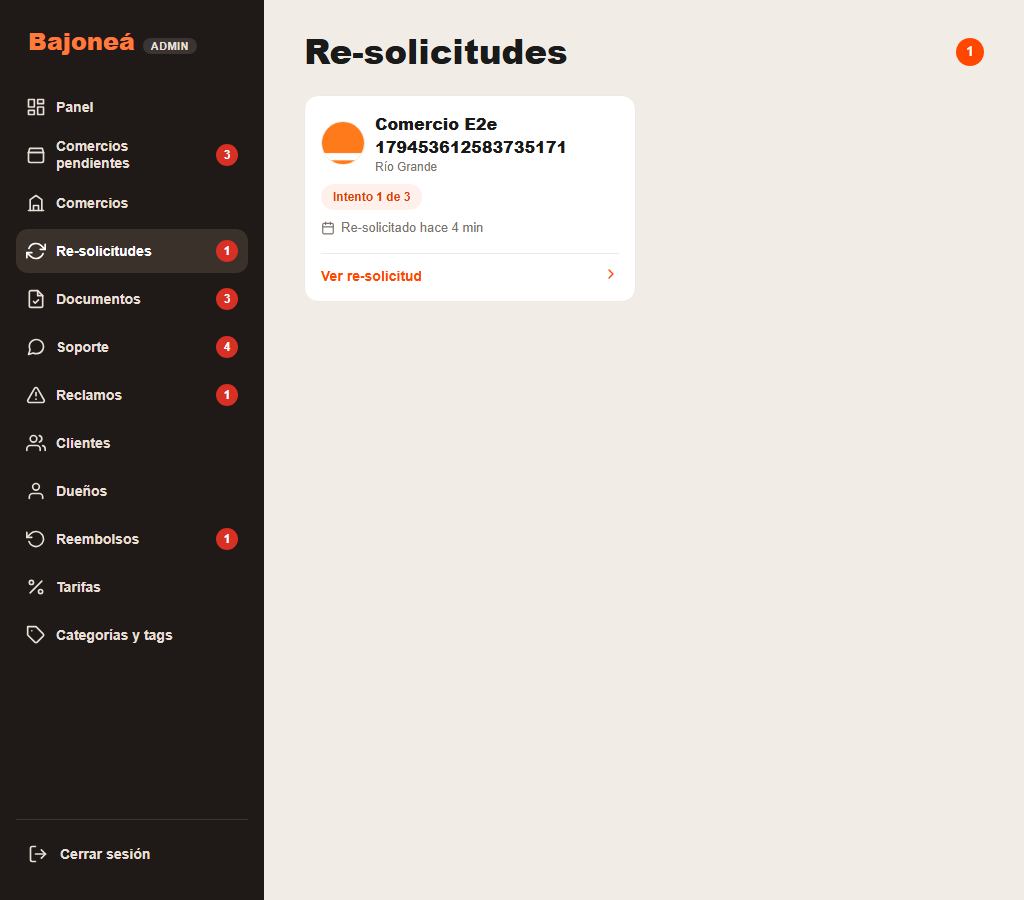 Bajoneá ADMIN
Panel
Comercios
pendientes 3
Comercios
Re-solicitudes 1
Documentos 3
Soporte 4
Reclamos 1
Clientes
Dueños
Reembolsos 1
Tarifas
Categorías y tags
Cerrar sesión
Re-solicitudes 1
Comercio E2e
179453612583735171
Río Grande
Intento 1 de 3
Re-solicitado hace 4 min
Ver re-solicitud